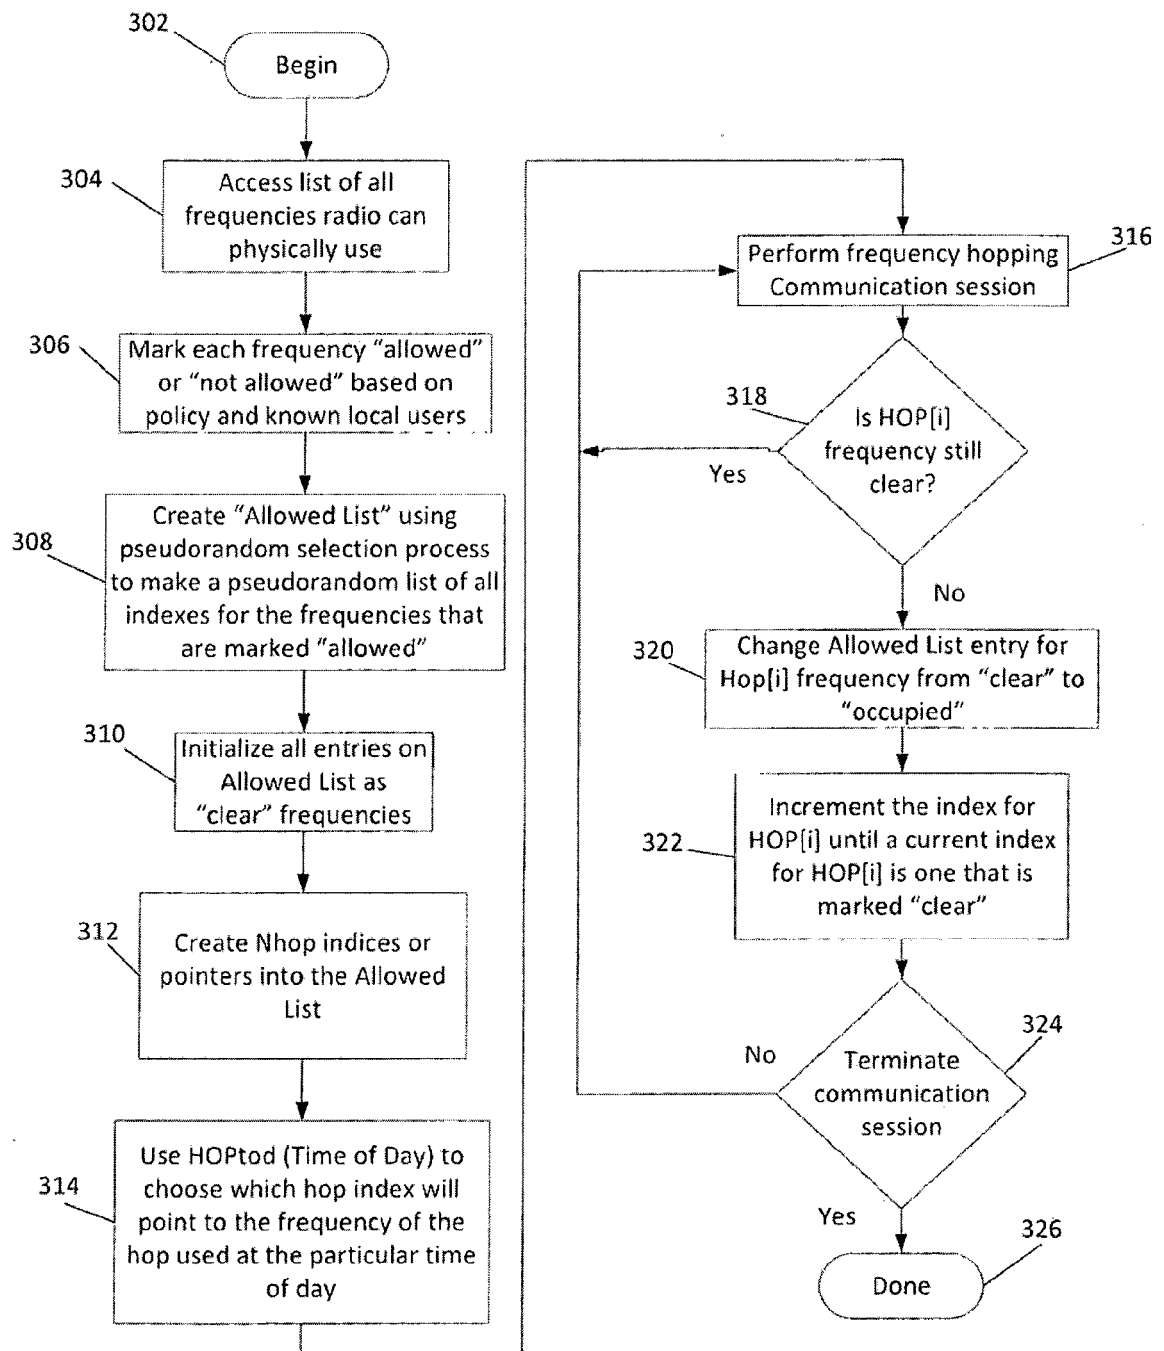 302
Begin
304
Access list of all
frequencies radio can
physically use
306
Mark each frequency “allowed”
or “not allowed” based on
policy and known local users
308
Create “Allowed List” using
pseudorandom selection process
to make a pseudorandom list of all
indexes for the frequencies that
are marked “allowed”
310
Initialize all entries on
Allowed List as
“clear” frequencies
312
Create Nhop indices or
pointers into the Allowed
List
314
Use HOPtod (Time of Day) to
choose which hop index will
point to the frequency of the
hop used at the particular time
of day
316
Perform frequency hopping
Communication session
318
Is HOP[i]
frequency still
clear?
Yes
No
320
Change Allowed List entry for
Hop[i] frequency from “clear” to
“occupied”
322
Increment the index for
HOP[i] until a current index
for HOP[i] is one that is
marked “clear”
324
No
Terminate
communication
session
Yes
326
Done